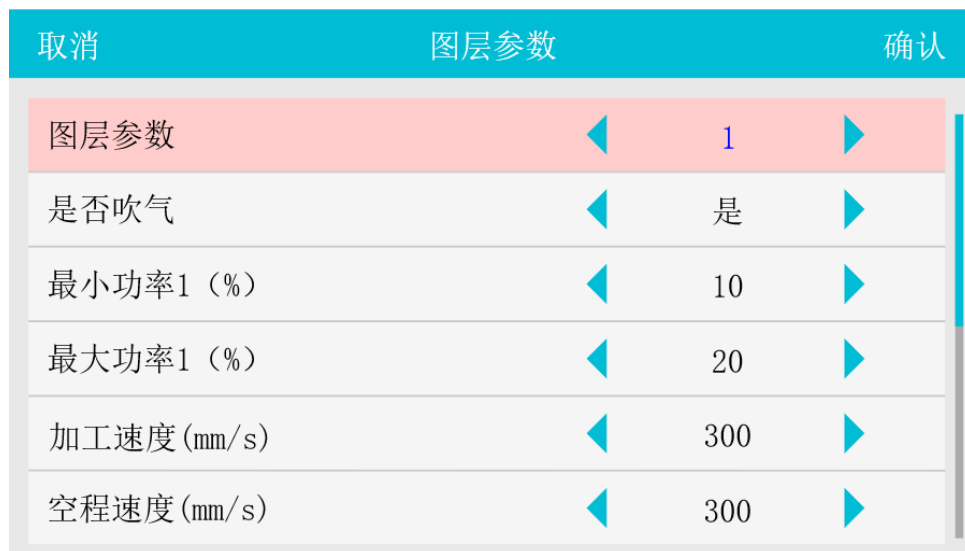 取消 图层参数 确认
图层参数 1
是否吹气 是
最小功率1（%） 10
最大功率1（%） 20
加工速度(mm/s) 300
空程速度(mm/s) 300